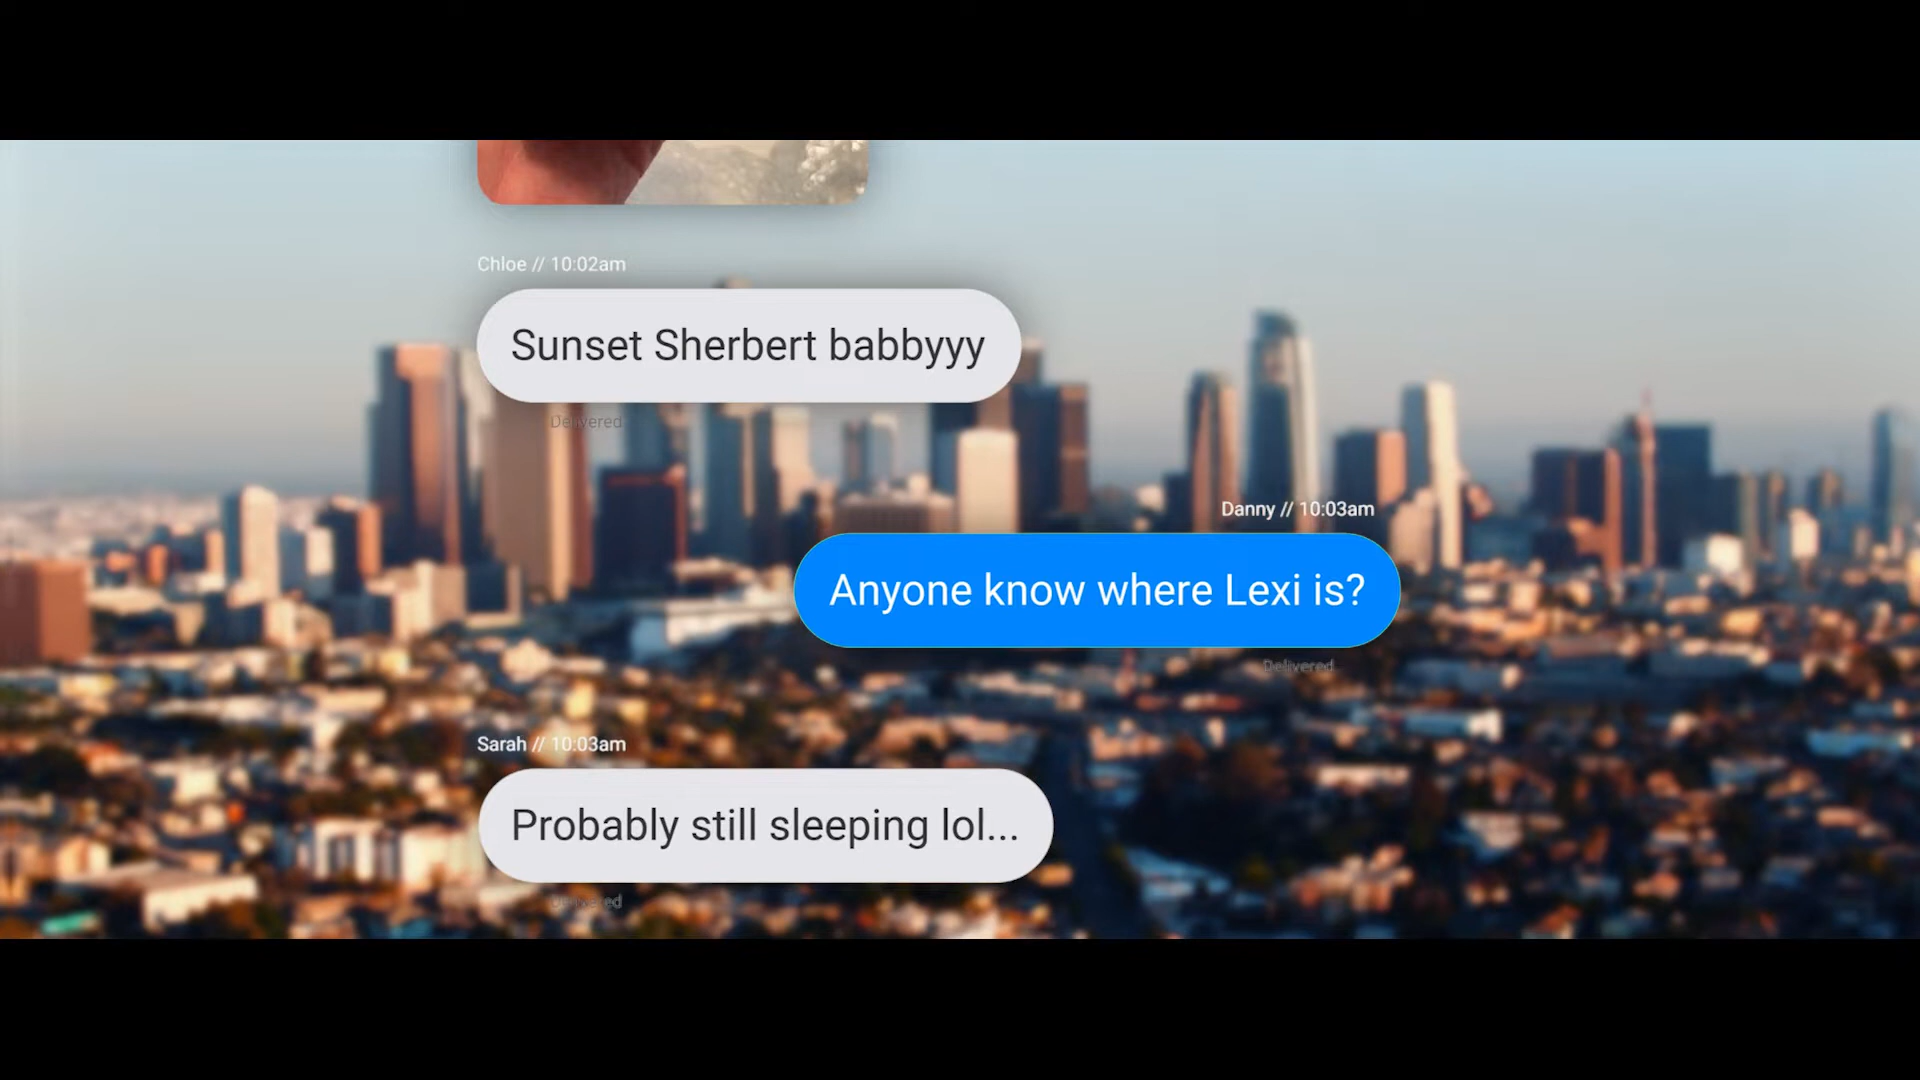 Chloe // 10:02am
Sunset Sherbert babbyyy
Delivered
Danny // 10:03am
Anyone know where Lexi is?
Delivered
Sarah // 10:03am
Probably still sleeping lol...
Delivered